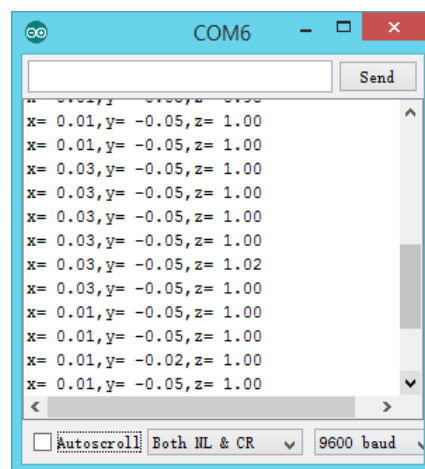 COM6
Send
x= 0.01,y= -0.05,z= 1.00
x= 0.01,y= -0.05,z= 1.00
x= 0.03,y= -0.05,z= 1.00
x= 0.03,y= -0.05,z= 1.00
x= 0.03,y= -0.05,z= 1.00
x= 0.03,y= -0.05,z= 1.00
x= 0.03,y= -0.05,z= 1.02
x= 0.03,y= -0.05,z= 1.00
x= 0.01,y= -0.05,z= 1.00
x= 0.01,y= -0.05,z= 1.00
x= 0.01,y= -0.02,z= 1.00
x= 0.01,y= -0.05,z= 1.00
Autoscroll Both NL & CR 9600 baud